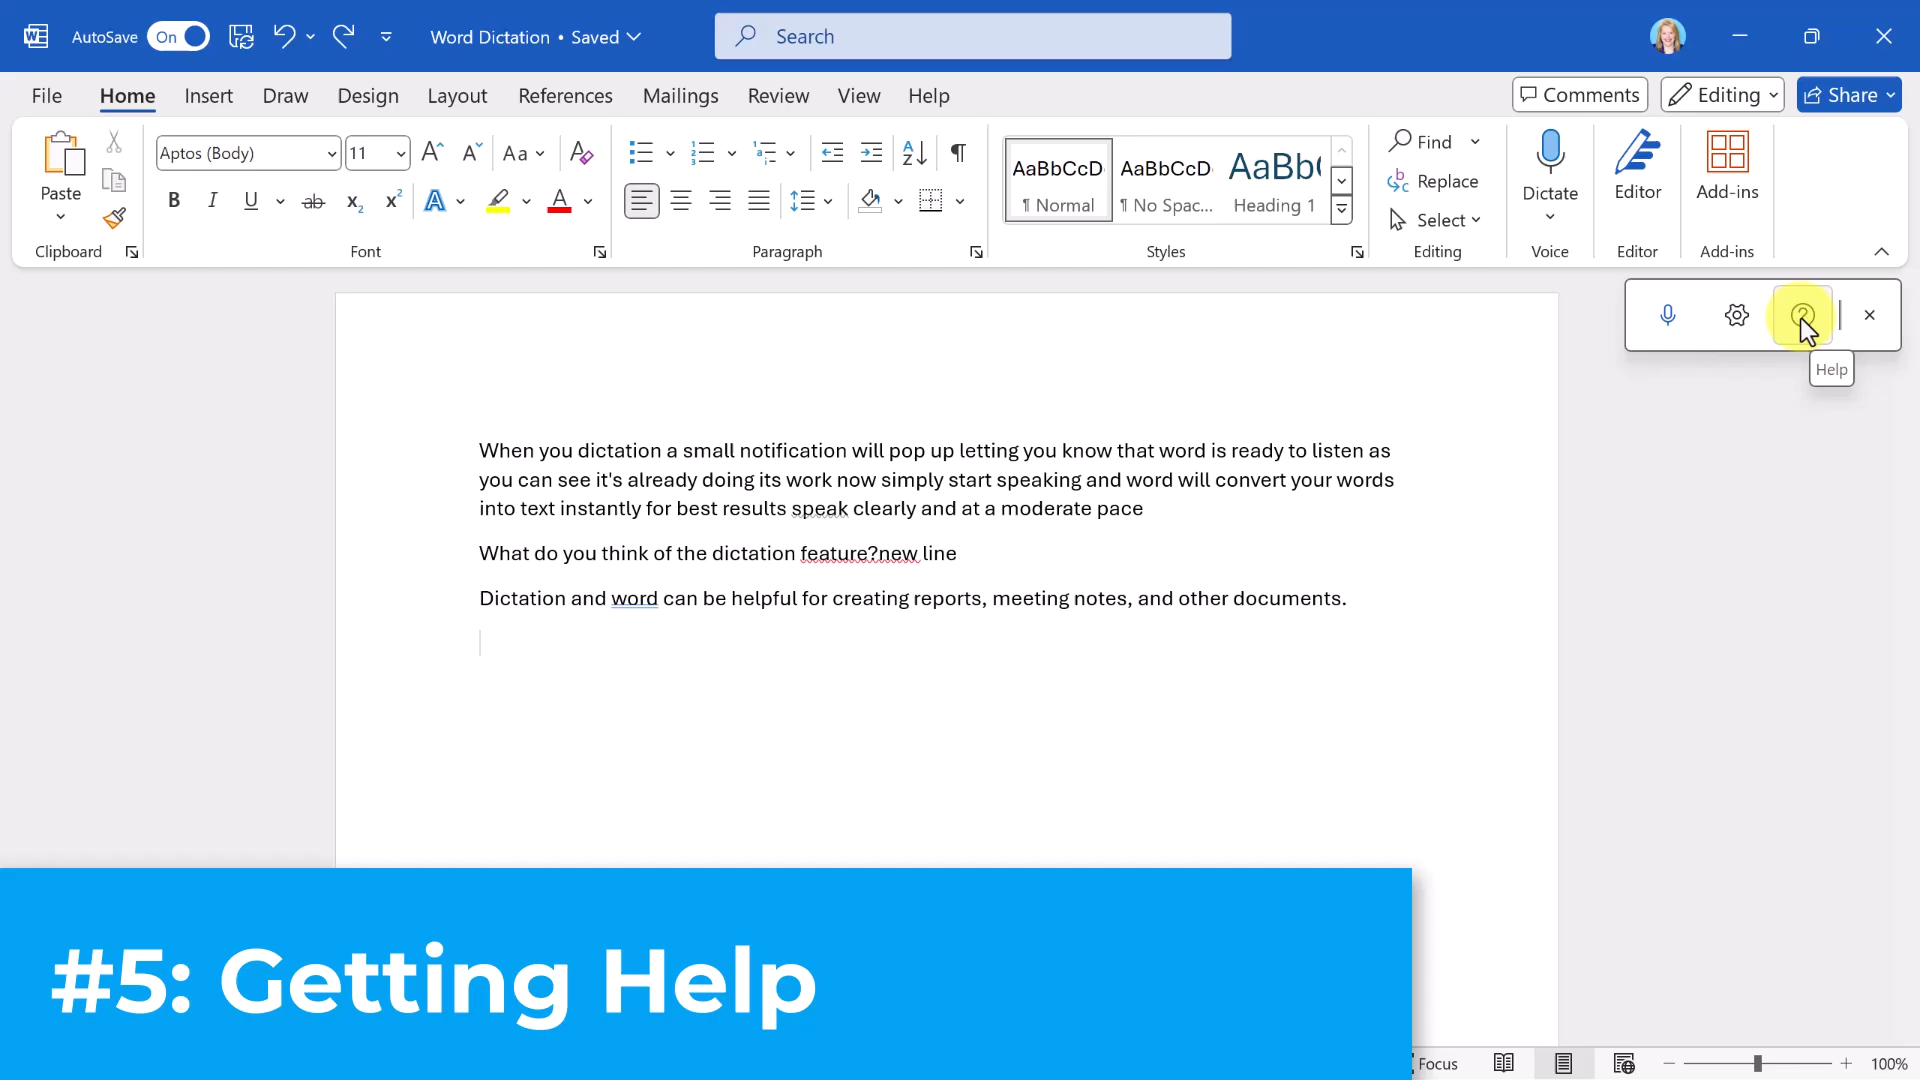 AutoSave On Word Dictation • Saved Search
File Home Insert Draw Design Layout References Mailings Review View Help Comments Editing Share
Paste Aptos (Body) 11 Aa AaBbCcD AaBbCcD AaBb Find Replace Select Dictate Editor Add-ins
¶ Normal ¶ No Spac... Heading 1
Clipboard Font Paragraph Styles Editing Voice Editor Add-ins
Help
When you dictation a small notification will pop up letting you know that word is ready to listen as
you can see it's already doing its work now simply start speaking and word will convert your words
into text instantly for best results speak clearly and at a moderate pace
What do you think of the dictation feature?new line
Dictation and word can be helpful for creating reports, meeting notes, and other documents.
#5: Getting Help
Focus 100%